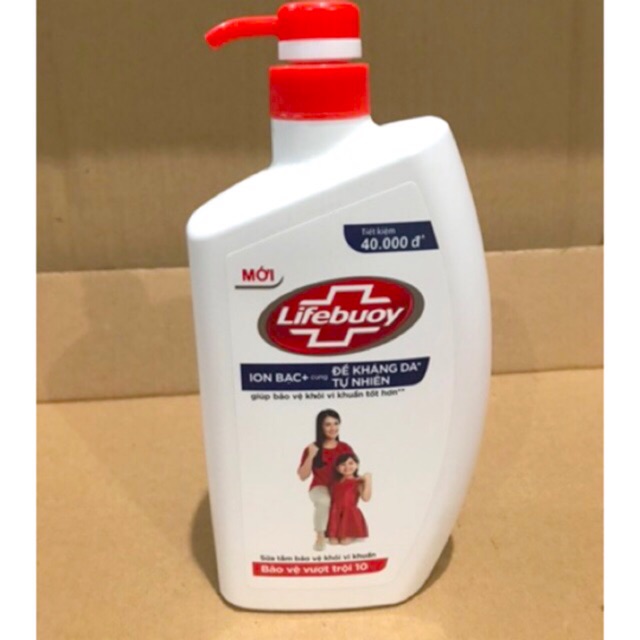 Tiết kiệm
40.000 đ*
MỚI
Lifebuoy
ION BẠC+ cùng ĐỀ KHÁNG DA*
TỰ NHIÊN
giúp bảo vệ khỏi vi khuẩn tốt hơn**
Sữa tắm bảo vệ khỏi vi khuẩn
Bảo vệ vượt trội 10